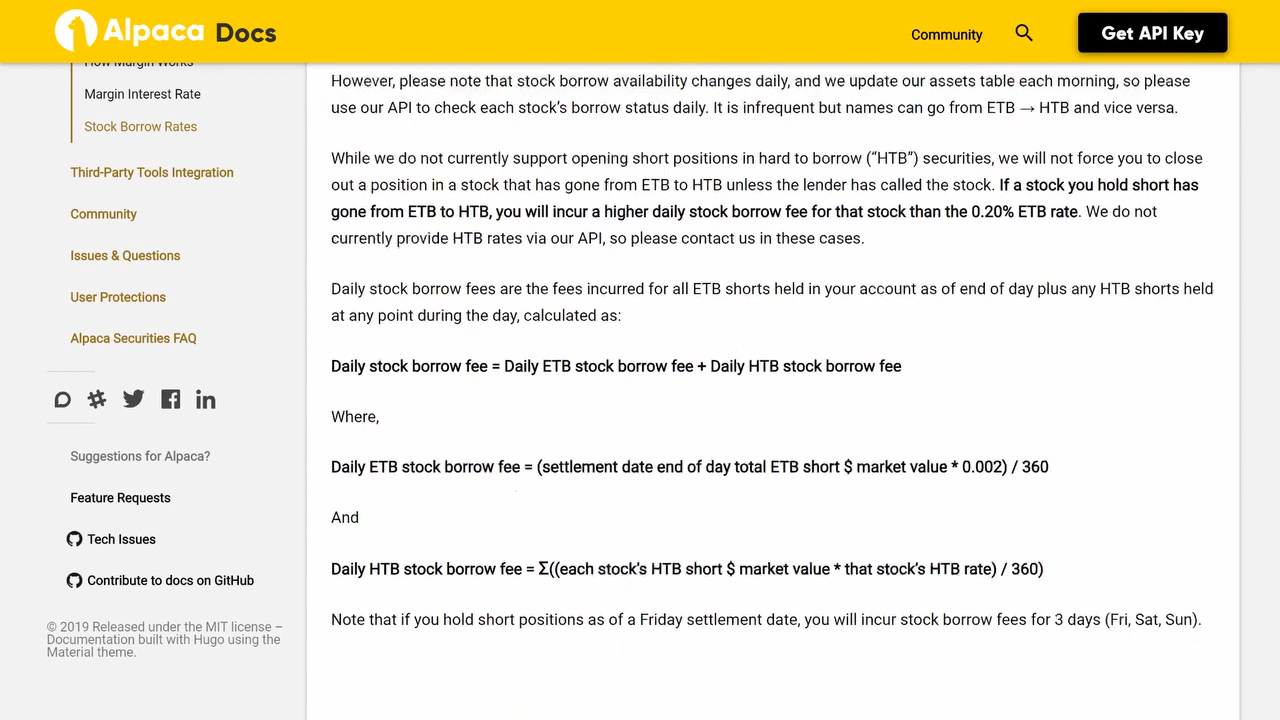 Alpaca Docs
Community
Get API Key
How Margin Works
Margin Interest Rate
Stock Borrow Rates
Third-Party Tools Integration
Community
Issues & Questions
User Protections
Alpaca Securities FAQ
Suggestions for Alpaca?
Feature Requests
Tech Issues
Contribute to docs on GitHub
© 2019 Released under the MIT license –
Documentation built with Hugo using the
Material theme.
However, please note that stock borrow availability changes daily, and we update our assets table each morning, so please
use our API to check each stock’s borrow status daily. It is infrequent but names can go from ETB → HTB and vice versa.
While we do not currently support opening short positions in hard to borrow (“HTB”) securities, we will not force you to close
out a position in a stock that has gone from ETB to HTB unless the lender has called the stock. If a stock you hold short has
gone from ETB to HTB, you will incur a higher daily stock borrow fee for that stock than the 0.20% ETB rate. We do not
currently provide HTB rates via our API, so please contact us in these cases.
Daily stock borrow fees are the fees incurred for all ETB shorts held in your account as of end of day plus any HTB shorts held
at any point during the day, calculated as:
Daily stock borrow fee = Daily ETB stock borrow fee + Daily HTB stock borrow fee
Where,
Daily ETB stock borrow fee = (settlement date end of day total ETB short $ market value * 0.002) / 360
And
Daily HTB stock borrow fee = Σ((each stock’s HTB short $ market value * that stock’s HTB rate) / 360)
Note that if you hold short positions as of a Friday settlement date, you will incur stock borrow fees for 3 days (Fri, Sat, Sun).